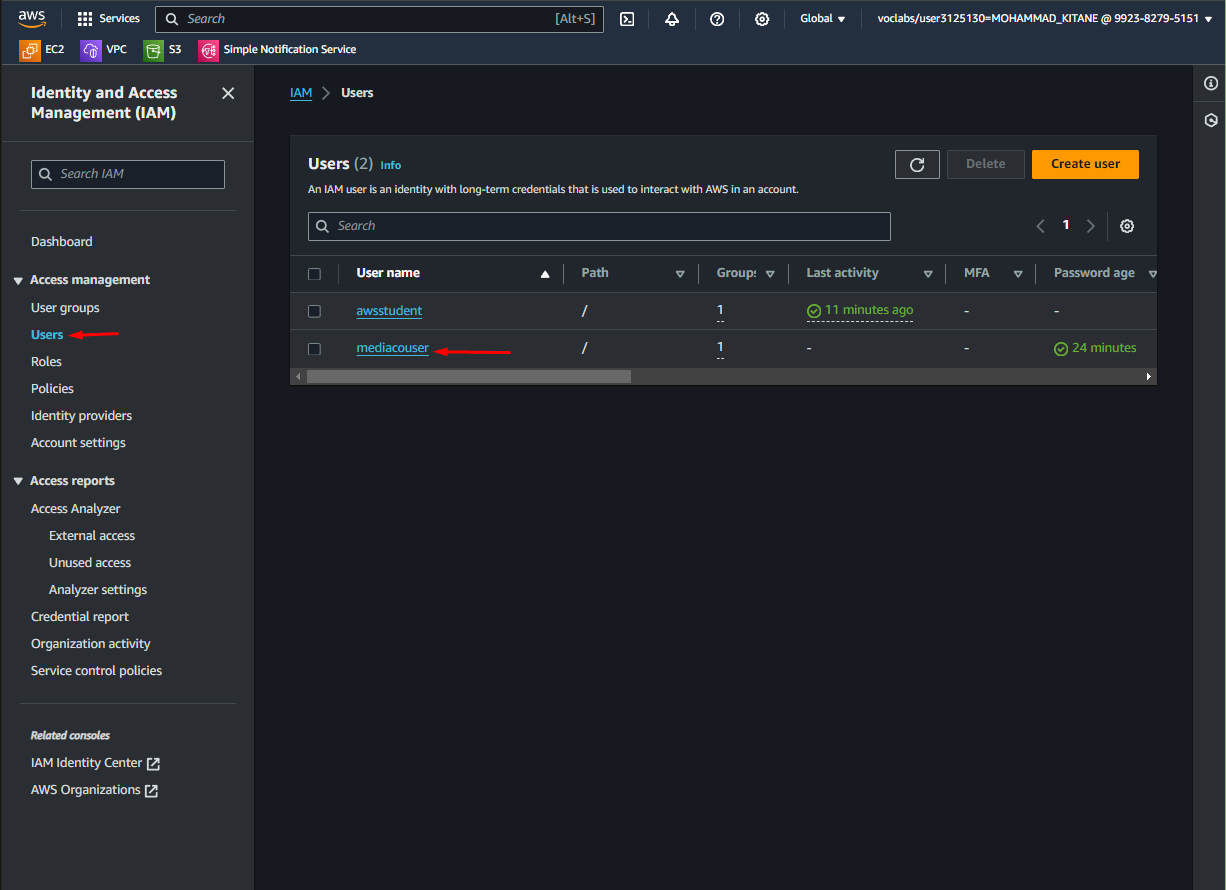 aws
Services
Search
[Alt+S]
Global
voclabs/user3125130=MOHAMMAD_KITANE @ 9923-8279-5151
EC2
VPC
S3
Simple Notification Service
Identity and Access
Management (IAM)
Search IAM
Dashboard
Access management
User groups
Users
Roles
Policies
Identity providers
Account settings
Access reports
Access Analyzer
External access
Unused access
Analyzer settings
Credential report
Organization activity
Service control policies
Related consoles
IAM Identity Center
AWS Organizations
IAM > Users
Users (2) Info
Delete
Create user
An IAM user is an identity with long-term credentials that is used to interact with AWS in an account.
Search
1
User name Path Groups Last activity MFA Password age
awsstudent / 1 11 minutes ago - -
mediacouser / 1 - - 24 minutes